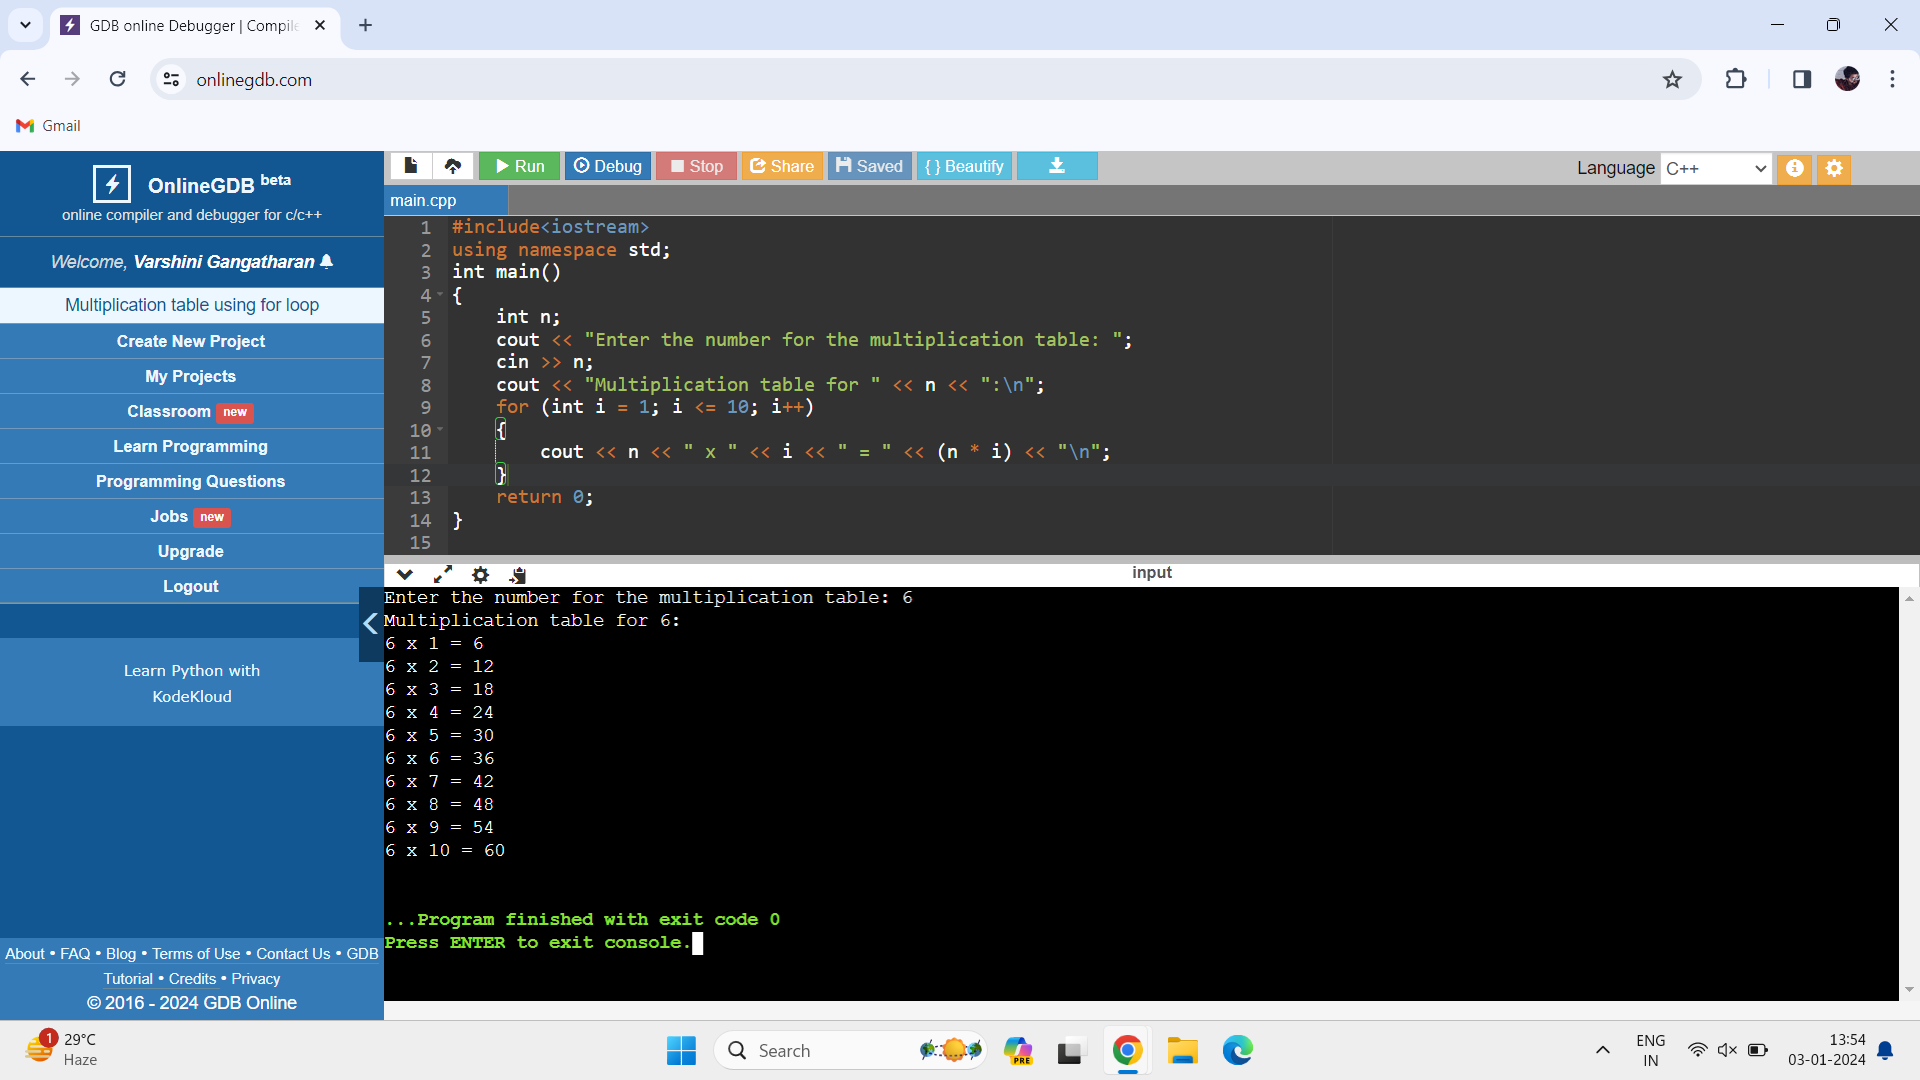 GDB online Debugger | Compile
onlinegdb.com
Gmail
OnlineGDB beta
online compiler and debugger for c/c++
Welcome, Varshini Gangatharan
Multiplication table using for loop
Create New Project
My Projects
Classroom new
Learn Programming
Programming Questions
Jobs new
Upgrade
Logout
Learn Python with
KodeKloud
About • FAQ • Blog • Terms of Use • Contact Us • GDB
Tutorial • Credits • Privacy
© 2016 - 2024 GDB Online
Run Debug Stop Share Saved { } Beautify
Language C++
main.cpp
1 #include<iostream>
2 using namespace std;
3 int main()
4 {
5 int n;
6 cout << "Enter the number for the multiplication table: ";
7 cin >> n;
8 cout << "Multiplication table for " << n << ":\n";
9 for (int i = 1; i <= 10; i++)
10 {
11 cout << n << " x " << i << " = " << (n * i) << "\n";
12 }
13 return 0;
14 }
15
input
Enter the number for the multiplication table: 6
Multiplication table for 6:
6 x 1 = 6
6 x 2 = 12
6 x 3 = 18
6 x 4 = 24
6 x 5 = 30
6 x 6 = 36
6 x 7 = 42
6 x 8 = 48
6 x 9 = 54
6 x 10 = 60
...Program finished with exit code 0
Press ENTER to exit console.
1
29°C
Haze
Search
PRE
ENG
IN
13:54
03-01-2024